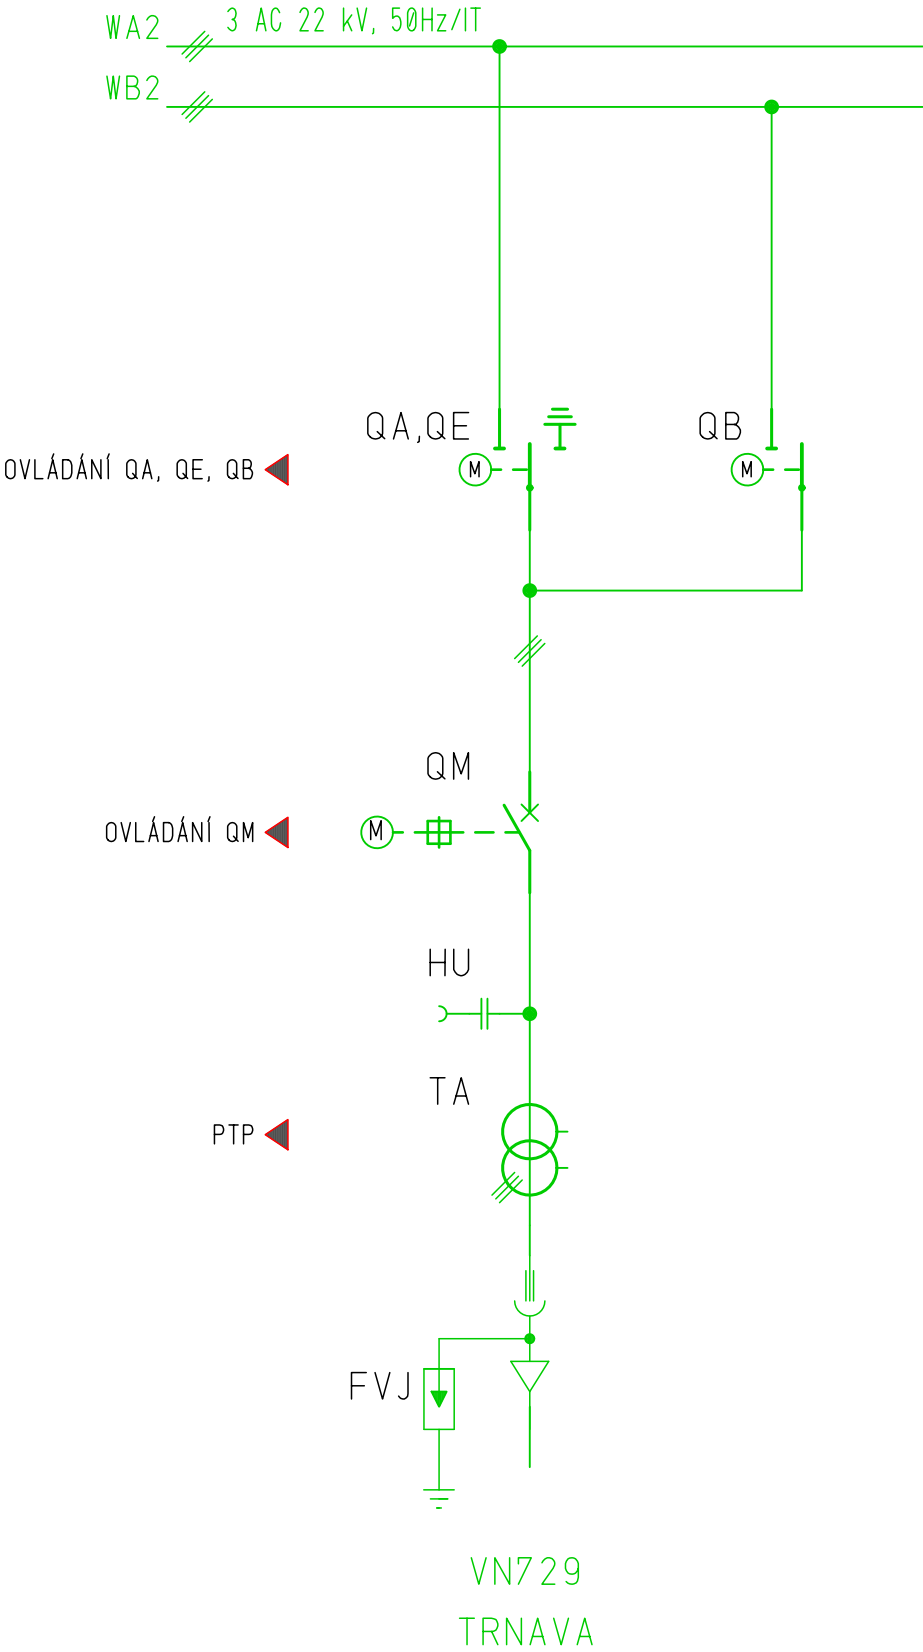 WA2 3 AC 22 kV, 50Hz/IT
WB2
QA,QE QB
OVLÁDÁNÍ QA, QE, QB M M
QM
OVLÁDÁNÍ QM M
HU
TA
PTP
FVJ
VN729
TRNAVA